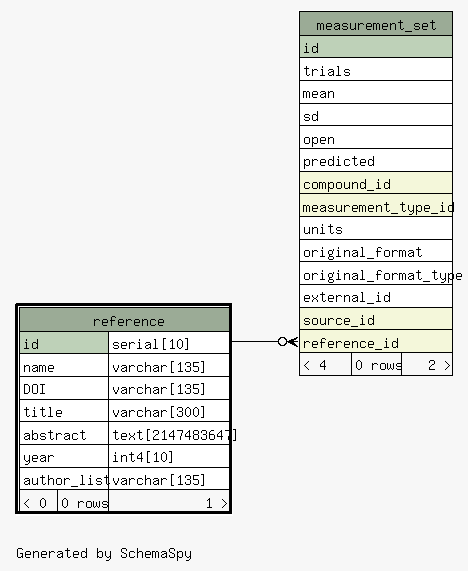 measurement_set
id
trials
mean
sd
open
predicted
compound_id
measurement_type_id
units
original_format
original_format_type
external_id
source_id
reference_id
< 4 0 rows 2 >
reference
id serial[10]
name varchar[135]
DOI varchar[135]
title varchar[300]
abstract text[2147483647]
year int4[10]
author_list varchar[135]
< 0 0 rows 1 >
Generated by SchemaSpy